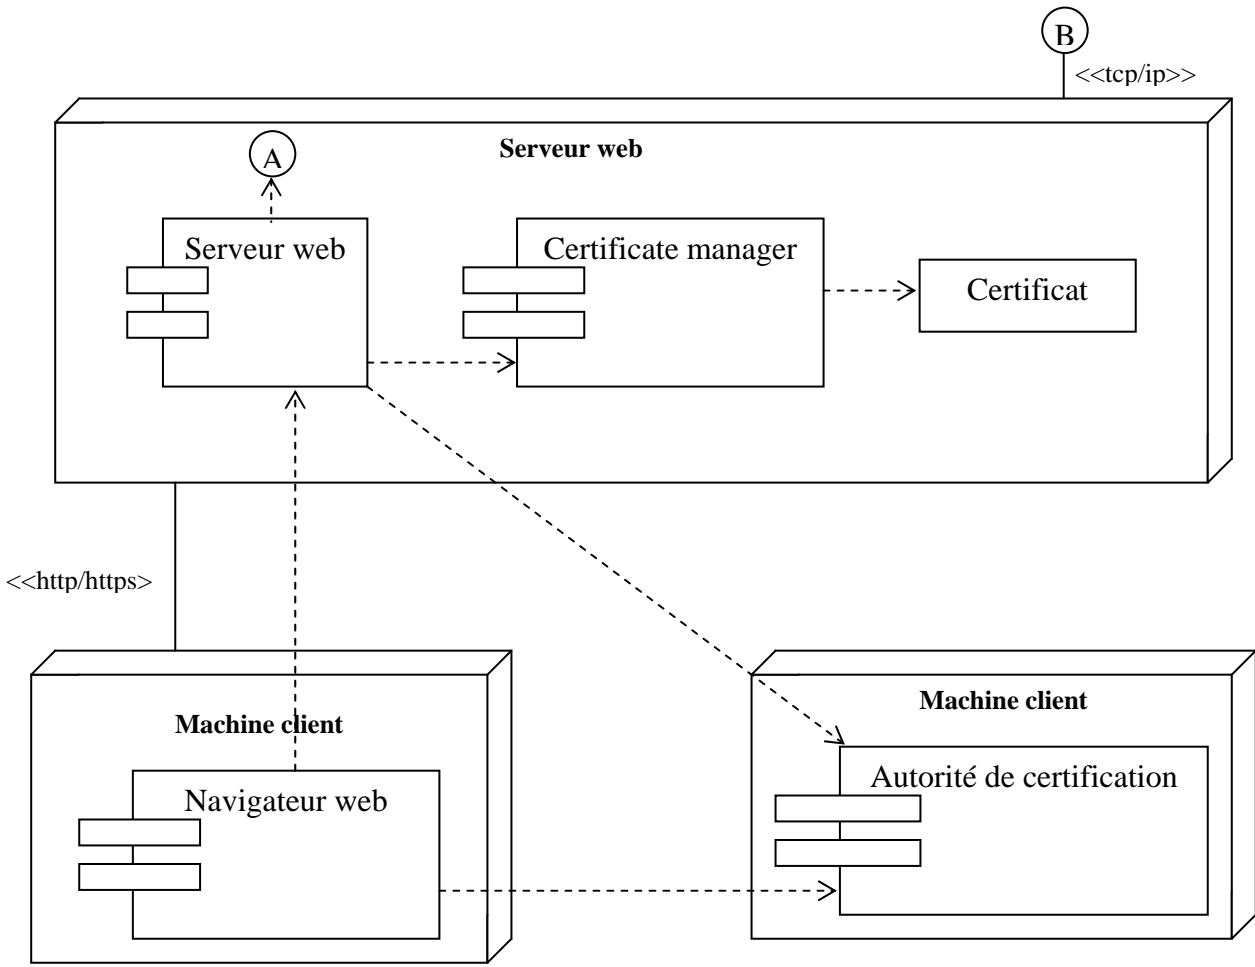 B
<<tcp/ip>>
Serveur web
A
Serveur web
Certificate manager
Certificat
<<http/https>
Machine client
Machine client
Navigateur web
Autorité de certification